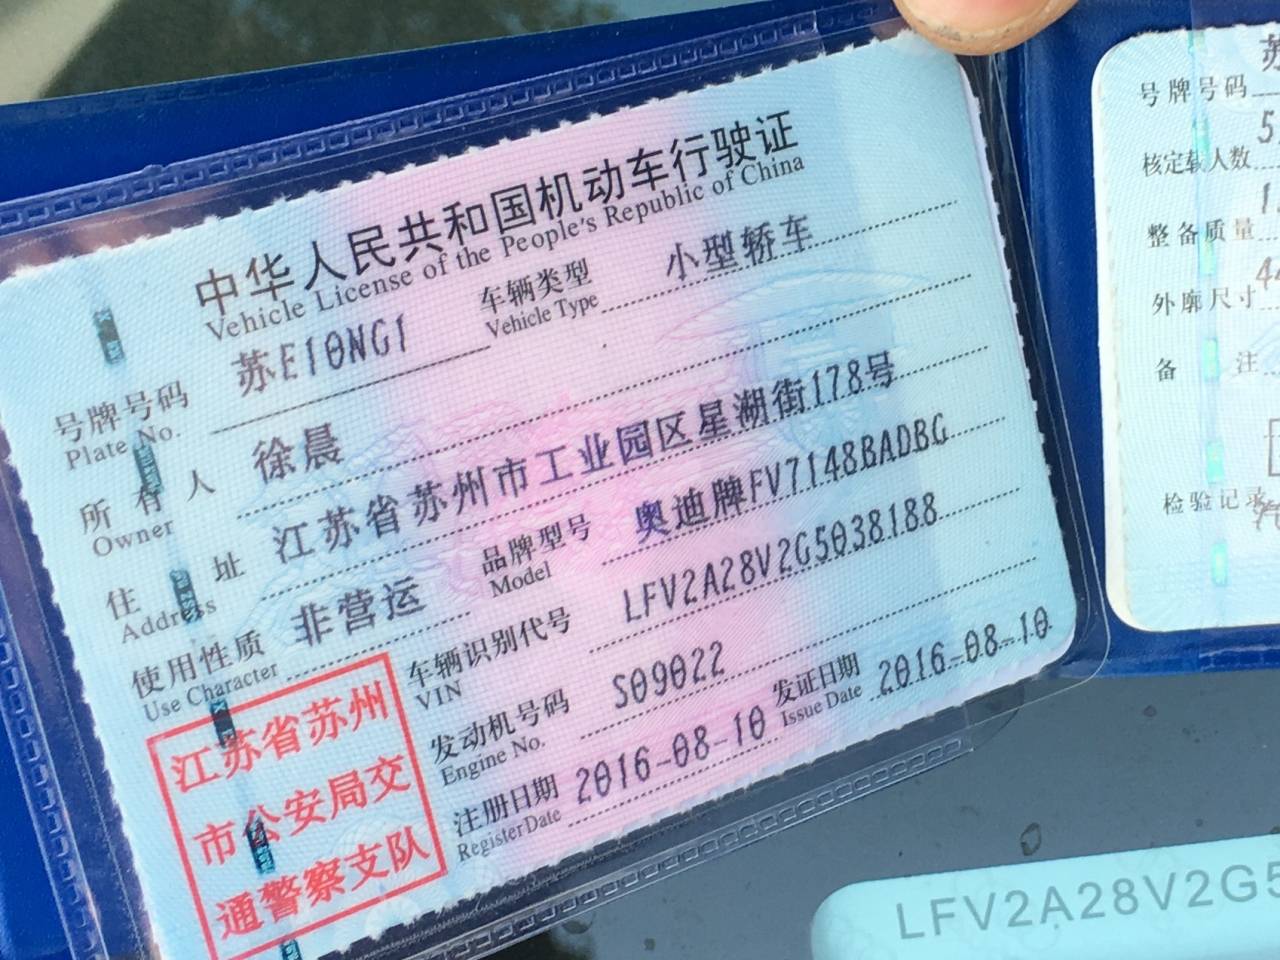 中华人民共和国机动车行驶证
Vehicle License of the People's Republic of China
号牌号码 苏E10NG1 车辆类型 小型轿车
Plate No. Vehicle Type
所有人 徐晨
Owner
住址 江苏省苏州市工业园区星湖街178号
Address
使用性质 非营运 品牌型号 奥迪牌FV7148BADBG
Use Character Model
车辆识别代号 LFV2A28V2G5038188
VIN
发动机号码 S09022
Engine No.
注册日期 2016-08-10 发证日期 2016-08-10
Register Date Issue Date
江苏省苏州
市公安局交
通警察支队
号牌号码 苏
核定载人数 5
整备质量 1
外廓尺寸 4
备注
检验记录
LFV2A28V2G5